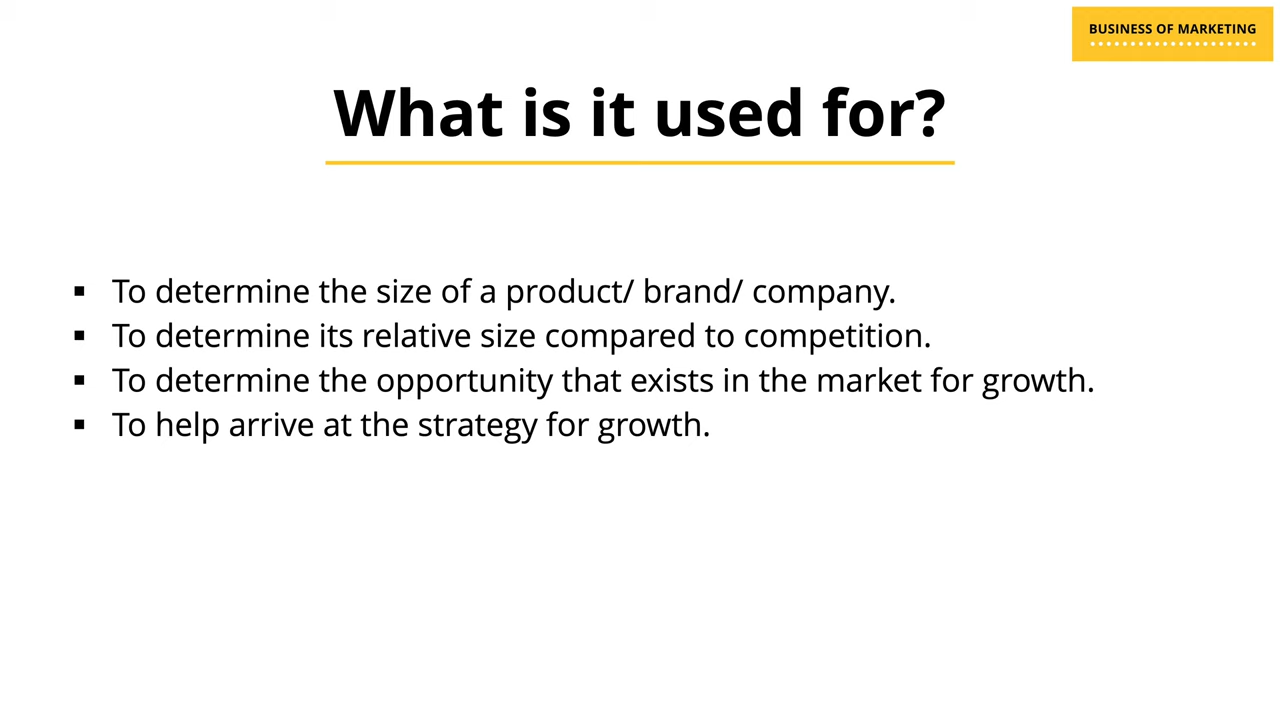 BUSINESS OF MARKETING
What is it used for?
▪ To determine the size of a product/ brand/ company.
▪ To determine its relative size compared to competition.
▪ To determine the opportunity that exists in the market for growth.
▪ To help arrive at the strategy for growth.